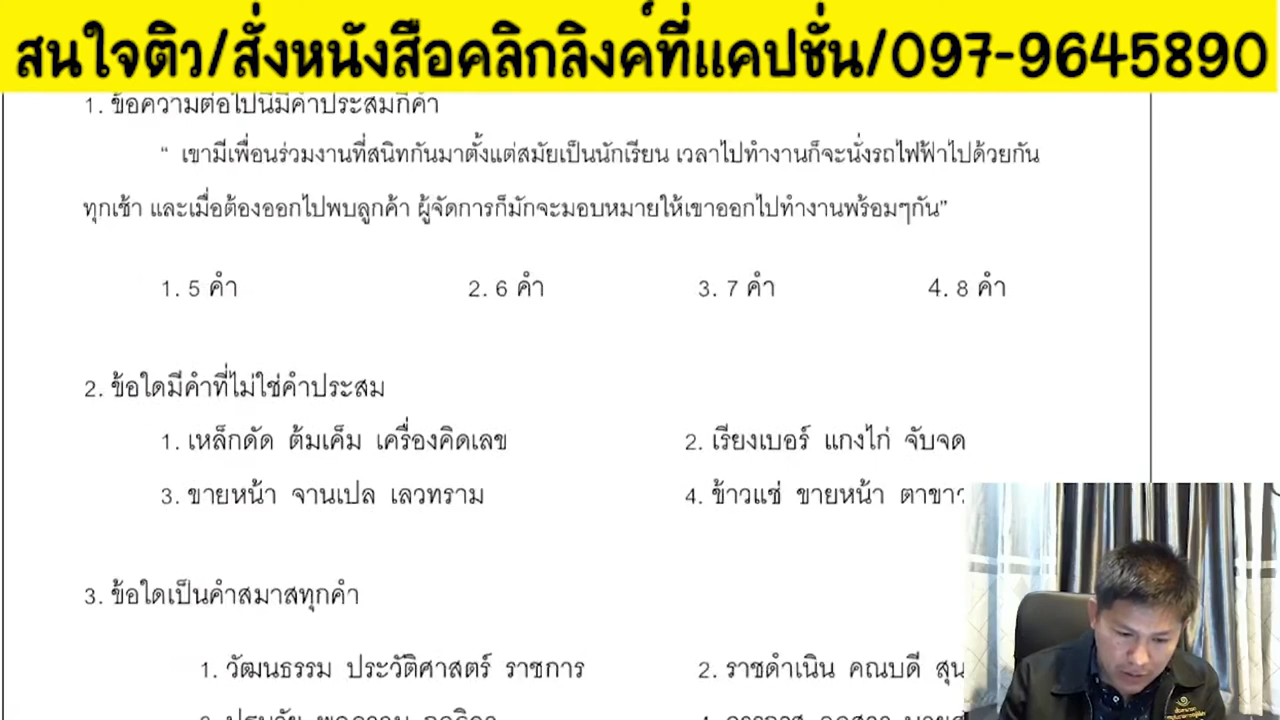 สนใจติว/สั่งหนังสือคลิกลิงค์ที่แคปชั่น/097-9645890
1. ข้อความต่อไปนี้มีคำประสมกี่คำ
“ เขามีเพื่อนร่วมงานที่สนิทกันมาตั้งแต่สมัยเป็นนักเรียน เวลาไปทำงานก็จะนั่งรถไฟฟ้าไปด้วยกัน
ทุกเช้า และเมื่อต้องออกไปพบลูกค้า ผู้จัดการก็มักจะมอบหมายให้เขาออกไปทำงานพร้อมๆกัน”
1. 5 คำ 2. 6 คำ 3. 7 คำ 4. 8 คำ
2. ข้อใดมีคำที่ไม่ใช่คำประสม
1. เหล็กดัด ต้มเค็ม เครื่องคิดเลข 2. เรียงเบอร์ แกงไก่ จับจด
3. ขายหน้า จานเปล เลวทราม 4. ข้าวแช่ ขายหน้า ตาขาว
3. ข้อใดเป็นคำสมาสทุกคำ
1. วัฒนธรรม ประวัติศาสตร์ ราชการ 2. ราชดำเนิน คณบดี